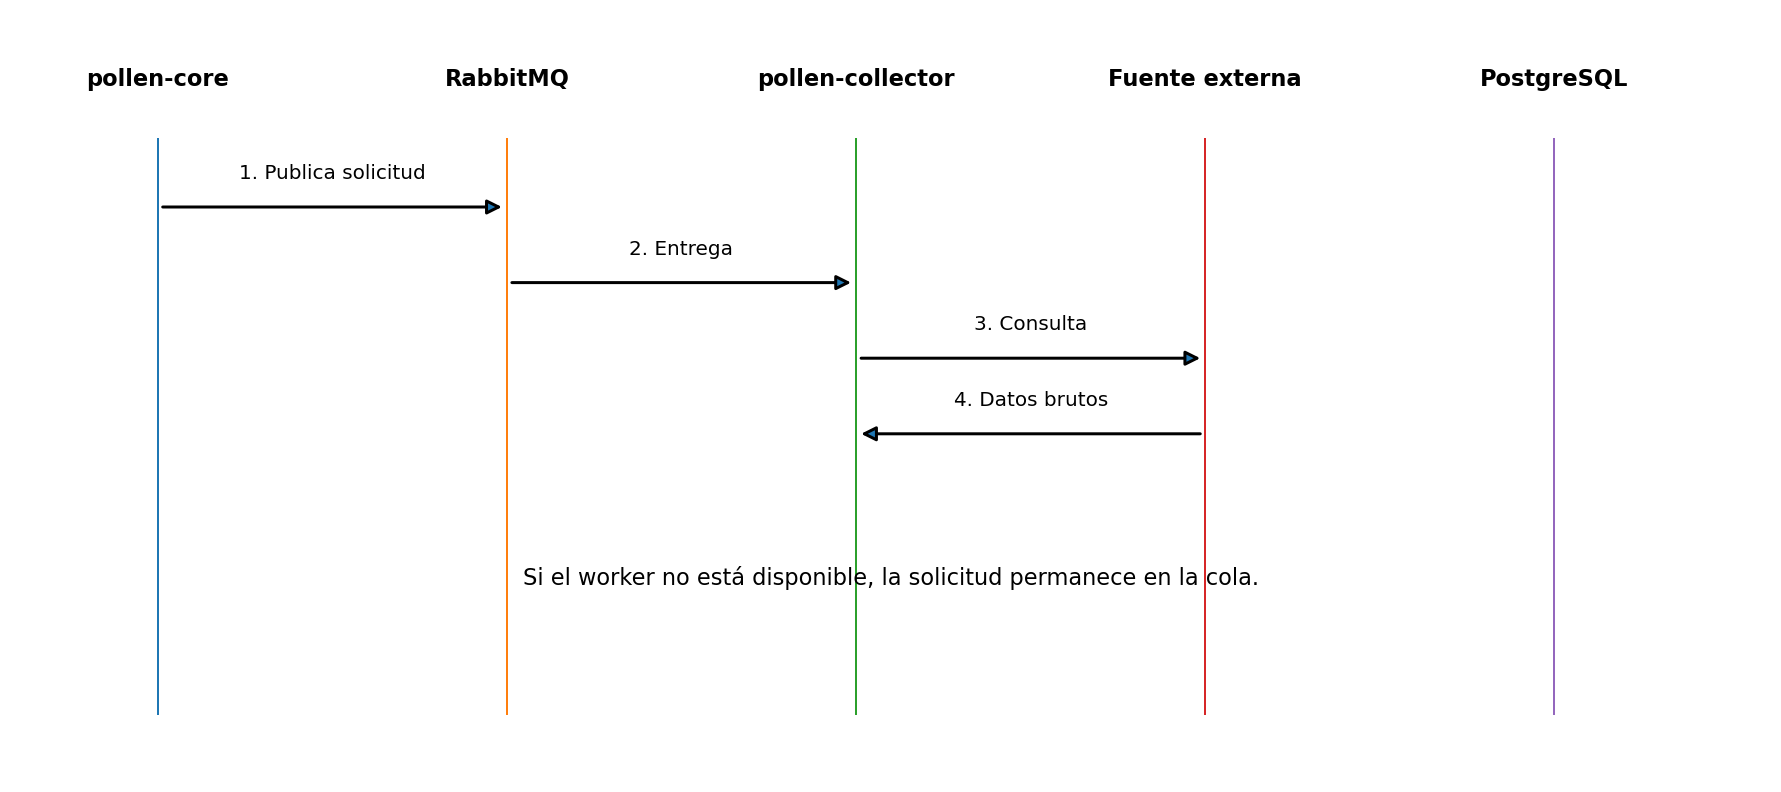 pollen-core RabbitMQ pollen-collector Fuente externa PostgreSQL
1. Publica solicitud
2. Entrega
3. Consulta
4. Datos brutos
Si el worker no está disponible, la solicitud permanece en la cola.